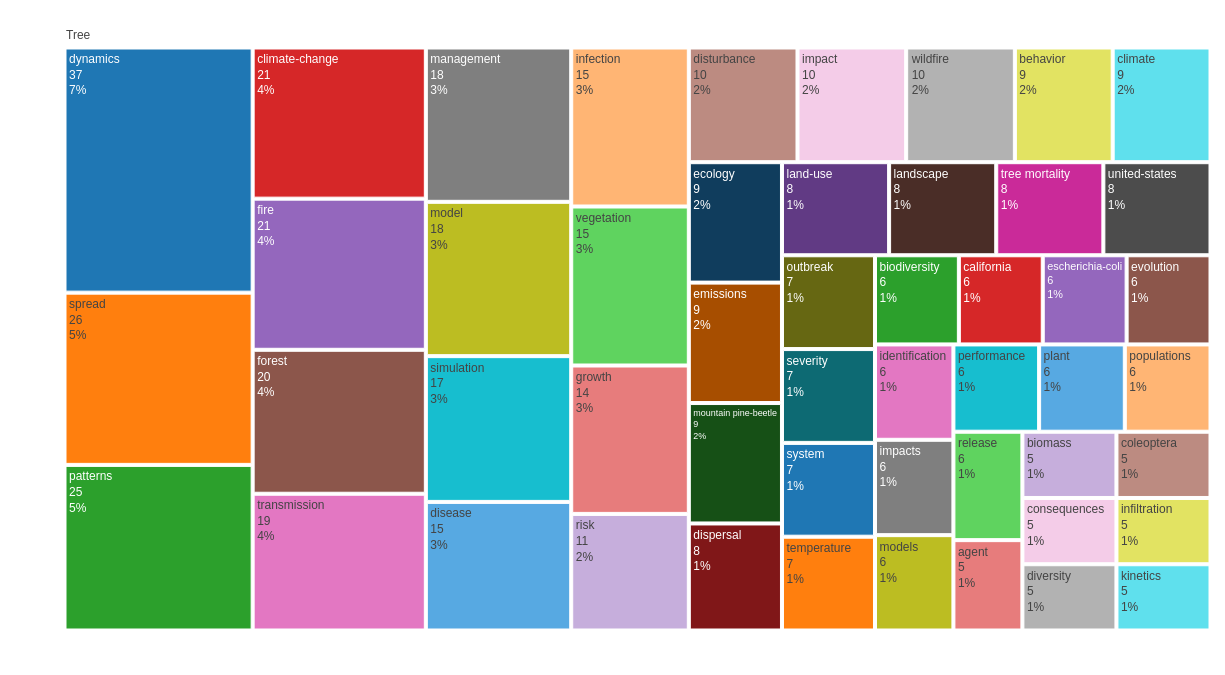 Tree
dynamics
37
7%
spread
26
5%
patterns
25
5%
climate-change
21
4%
fire
21
4%
forest
20
4%
transmission
19
4%
management
18
3%
model
18
3%
simulation
17
3%
disease
15
3%
infection
15
3%
vegetation
15
3%
growth
14
3%
risk
11
2%
disturbance
10
2%
impact
10
2%
wildfire
10
2%
behavior
9
2%
climate
9
2%
ecology
9
2%
emissions
9
2%
mountain pine-beetle
9
2%
dispersal
8
1%
land-use
8
1%
landscape
8
1%
tree mortality
8
1%
united-states
8
1%
outbreak
7
1%
severity
7
1%
system
7
1%
temperature
7
1%
biodiversity
6
1%
california
6
1%
escherichia-coli
6
1%
evolution
6
1%
identification
6
1%
impacts
6
1%
models
6
1%
performance
6
1%
plant
6
1%
populations
6
1%
release
6
1%
agent
5
1%
biomass
5
1%
coleoptera
5
1%
consequences
5
1%
infiltration
5
1%
diversity
5
1%
kinetics
5
1%